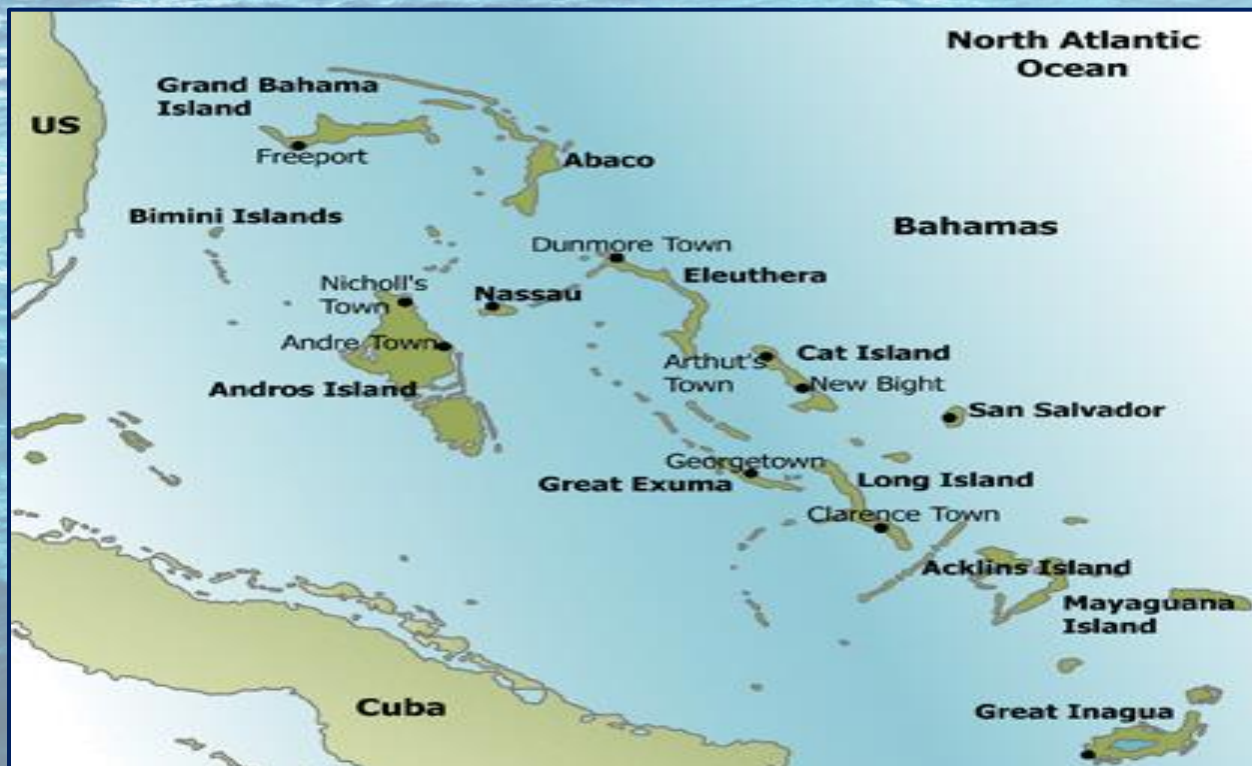 North Atlantic
Ocean
Grand Bahama
Island
US
Freeport
Abaco
Bimini Islands
Bahamas
Dunmore Town
Eleuthera
Nicholl's
Town
Nassau
Andre Town
Arthut's
Town
Cat Island
New Bight
Andros Island
San Salvador
Georgetown
Great Exuma
Long Island
Clarence Town
Acklins Island
Mayaguana
Island
Cuba
Great Inagua